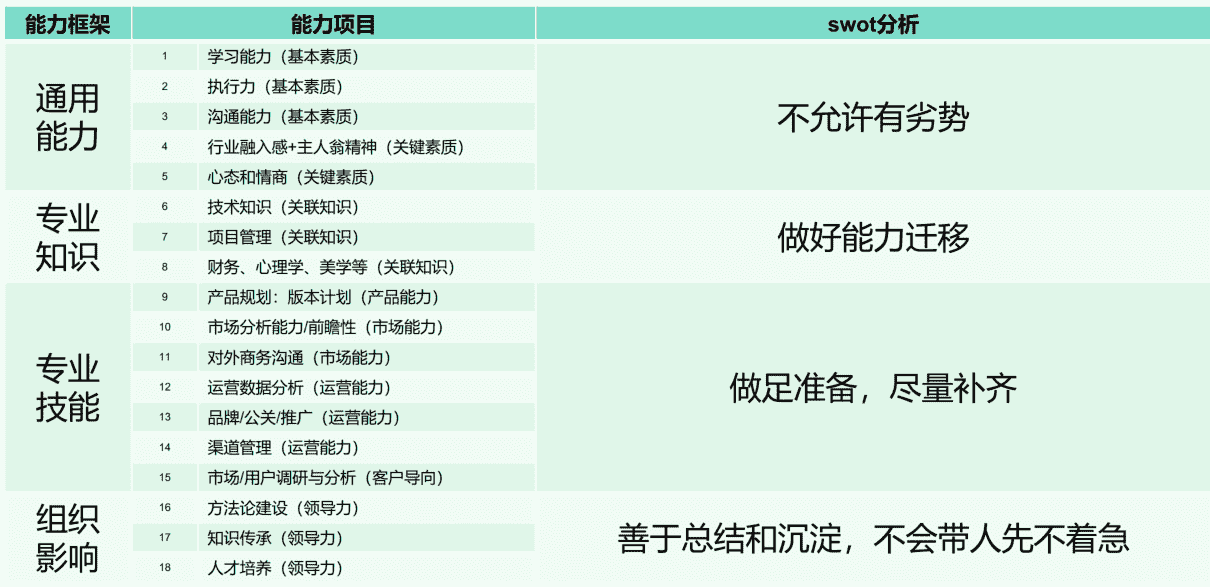 能力框架 能力项目 swot分析
通用
能力
1 学习能力（基本素质）
2 执行力（基本素质）
3 沟通能力（基本素质）
4 行业融入感+主人翁精神（关键素质）
5 心态和情商（关键素质）
不允许有劣势
专业
知识
6 技术知识（关联知识）
7 项目管理（关联知识）
8 财务、心理学、美学等（关联知识）
做好能力迁移
专业
技能
9 产品规划：版本计划（产品能力）
10 市场分析能力/前瞻性（市场能力）
11 对外商务沟通（市场能力）
12 运营数据分析（运营能力）
13 品牌/公关/推广（运营能力）
14 渠道管理（运营能力）
15 市场/用户调研与分析（客户导向）
做足准备，尽量补齐
组织
影响
16 方法论建设（领导力）
17 知识传承（领导力）
18 人才培养（领导力）
善于总结和沉淀，不会带人先不着急